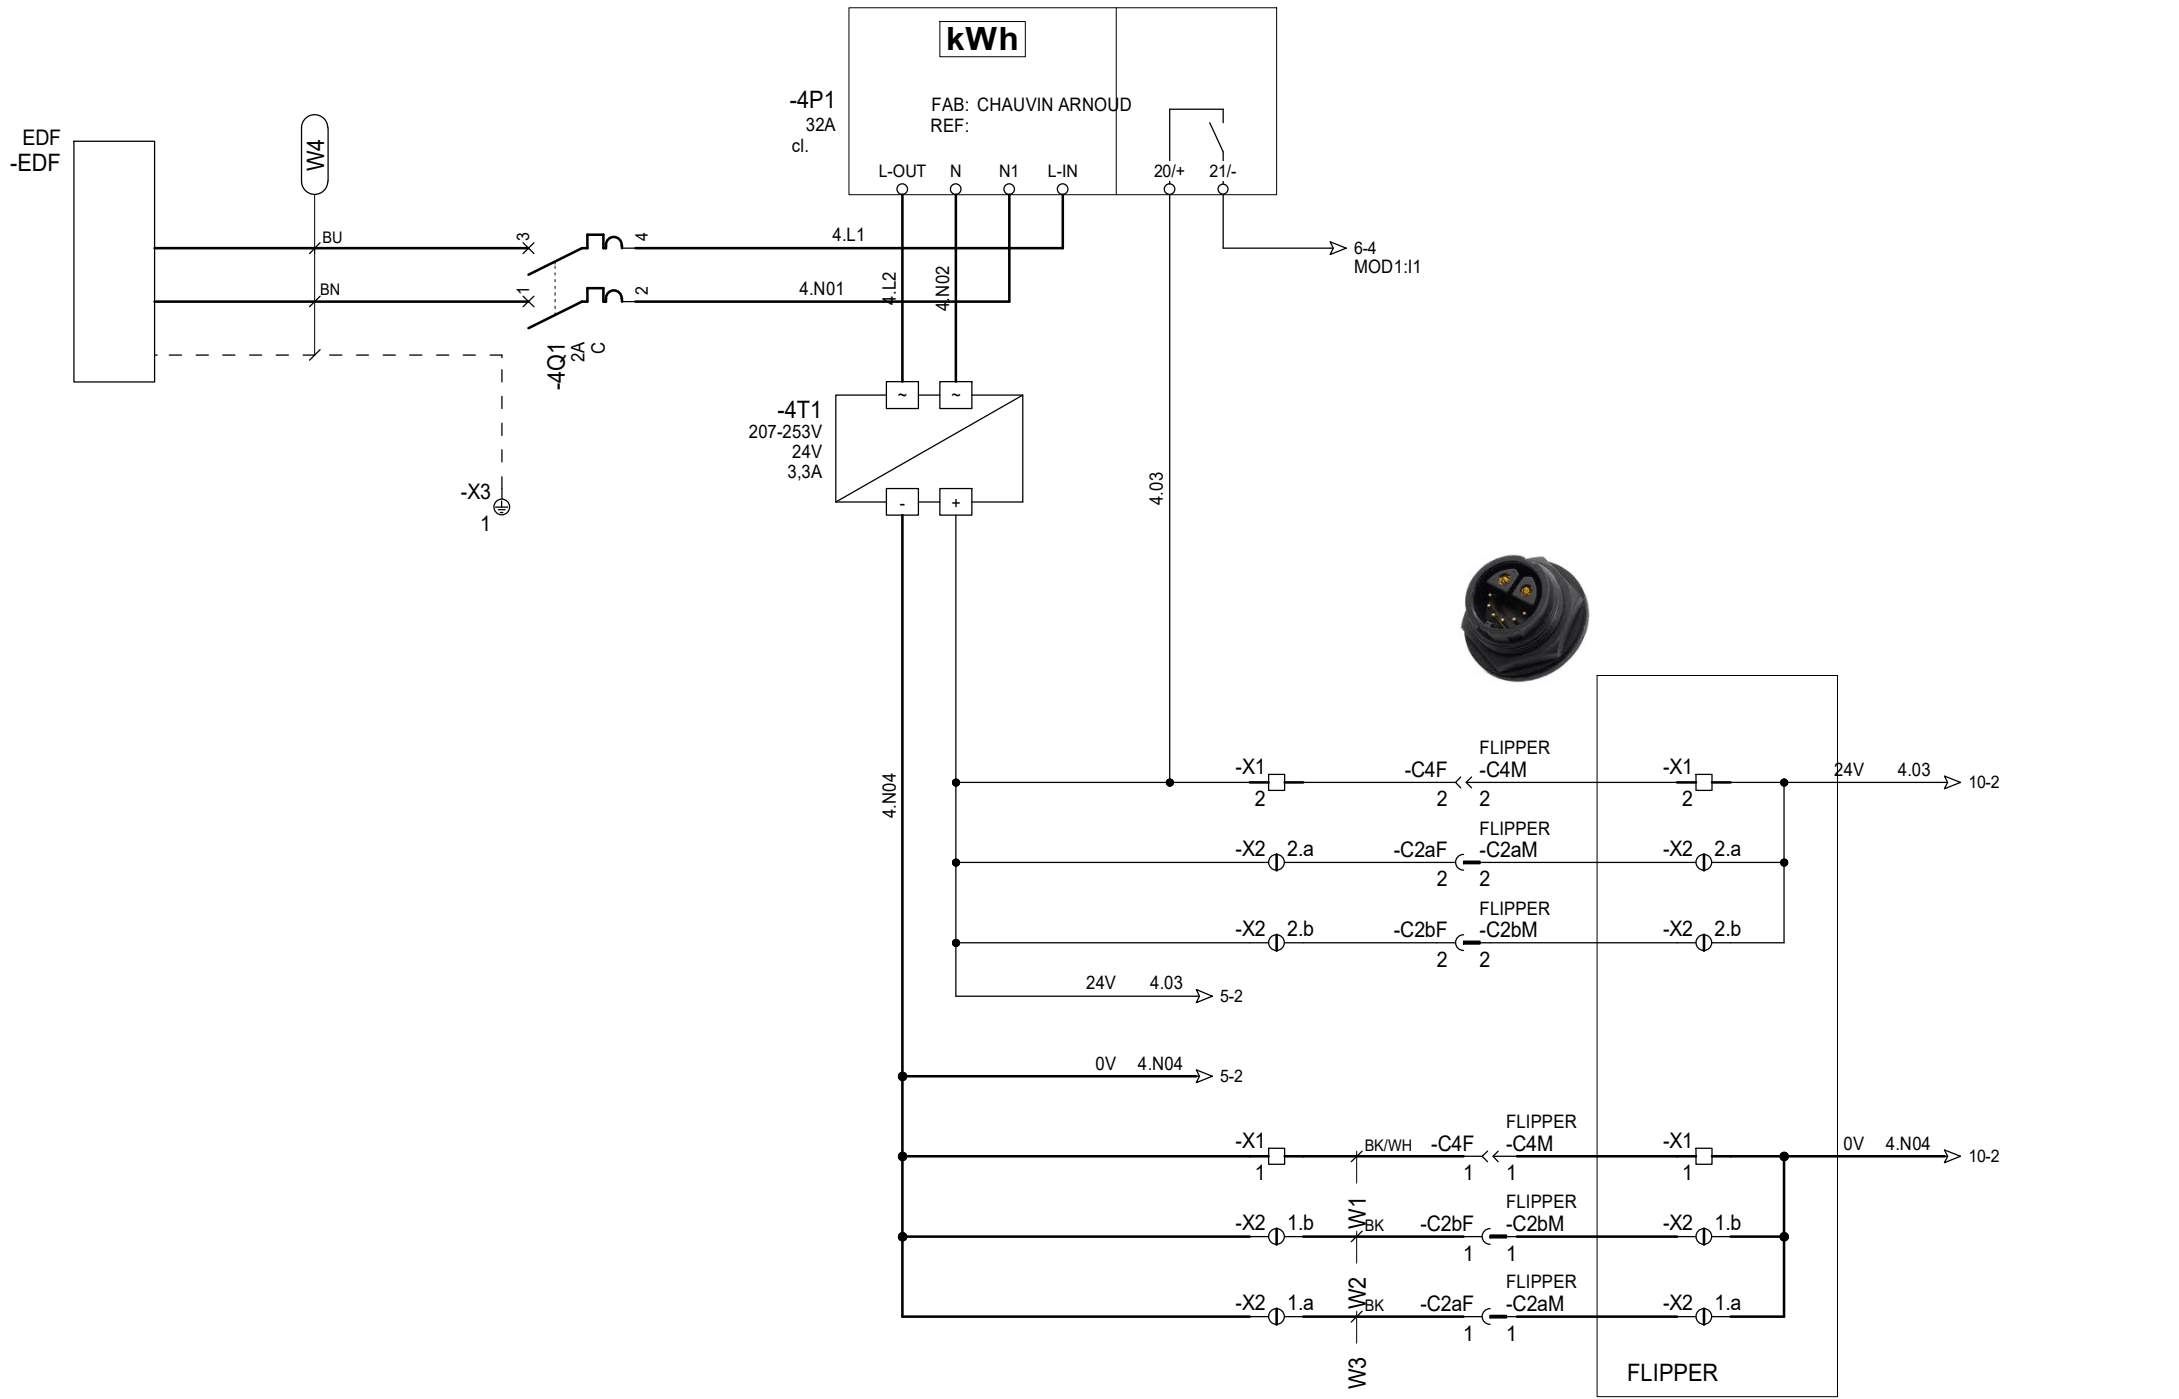 kWh
-4P1
32A
cl.
FAB: CHAUVIN ARNOUD
REF:
L-OUT N N1 L-IN 20/+ 21/-
EDF
-EDF
W4
BU 3 4 4.L1
6-4
MOD1:I1
BN 1 2 4.N01
4.L2
4.N02
-4Q1
2A
C
~ ~
-4T1
207-253V
24V
3,3A
- +
-X3
1
4.03
4.N04
FLIPPER
-X1 -C4F -C4M -X1 24V 4.03 10-2
2 2 2 2
FLIPPER
-X2 2.a -C2aF -C2aM -X2 2.a
2 2
FLIPPER
-X2 2.b -C2bF -C2bM -X2 2.b
2 2
24V 4.03 5-2
0V 4.N04 5-2
FLIPPER
-X1 BK/WH -C4F -C4M -X1 0V 4.N04 10-2
1 1 1 1
W1
FLIPPER
-X2 1.b BK -C2bF -C2bM -X2 1.b
1 1
W2
FLIPPER
-X2 1.a BK -C2aF -C2aM -X2 1.a
1 1
W3
FLIPPER